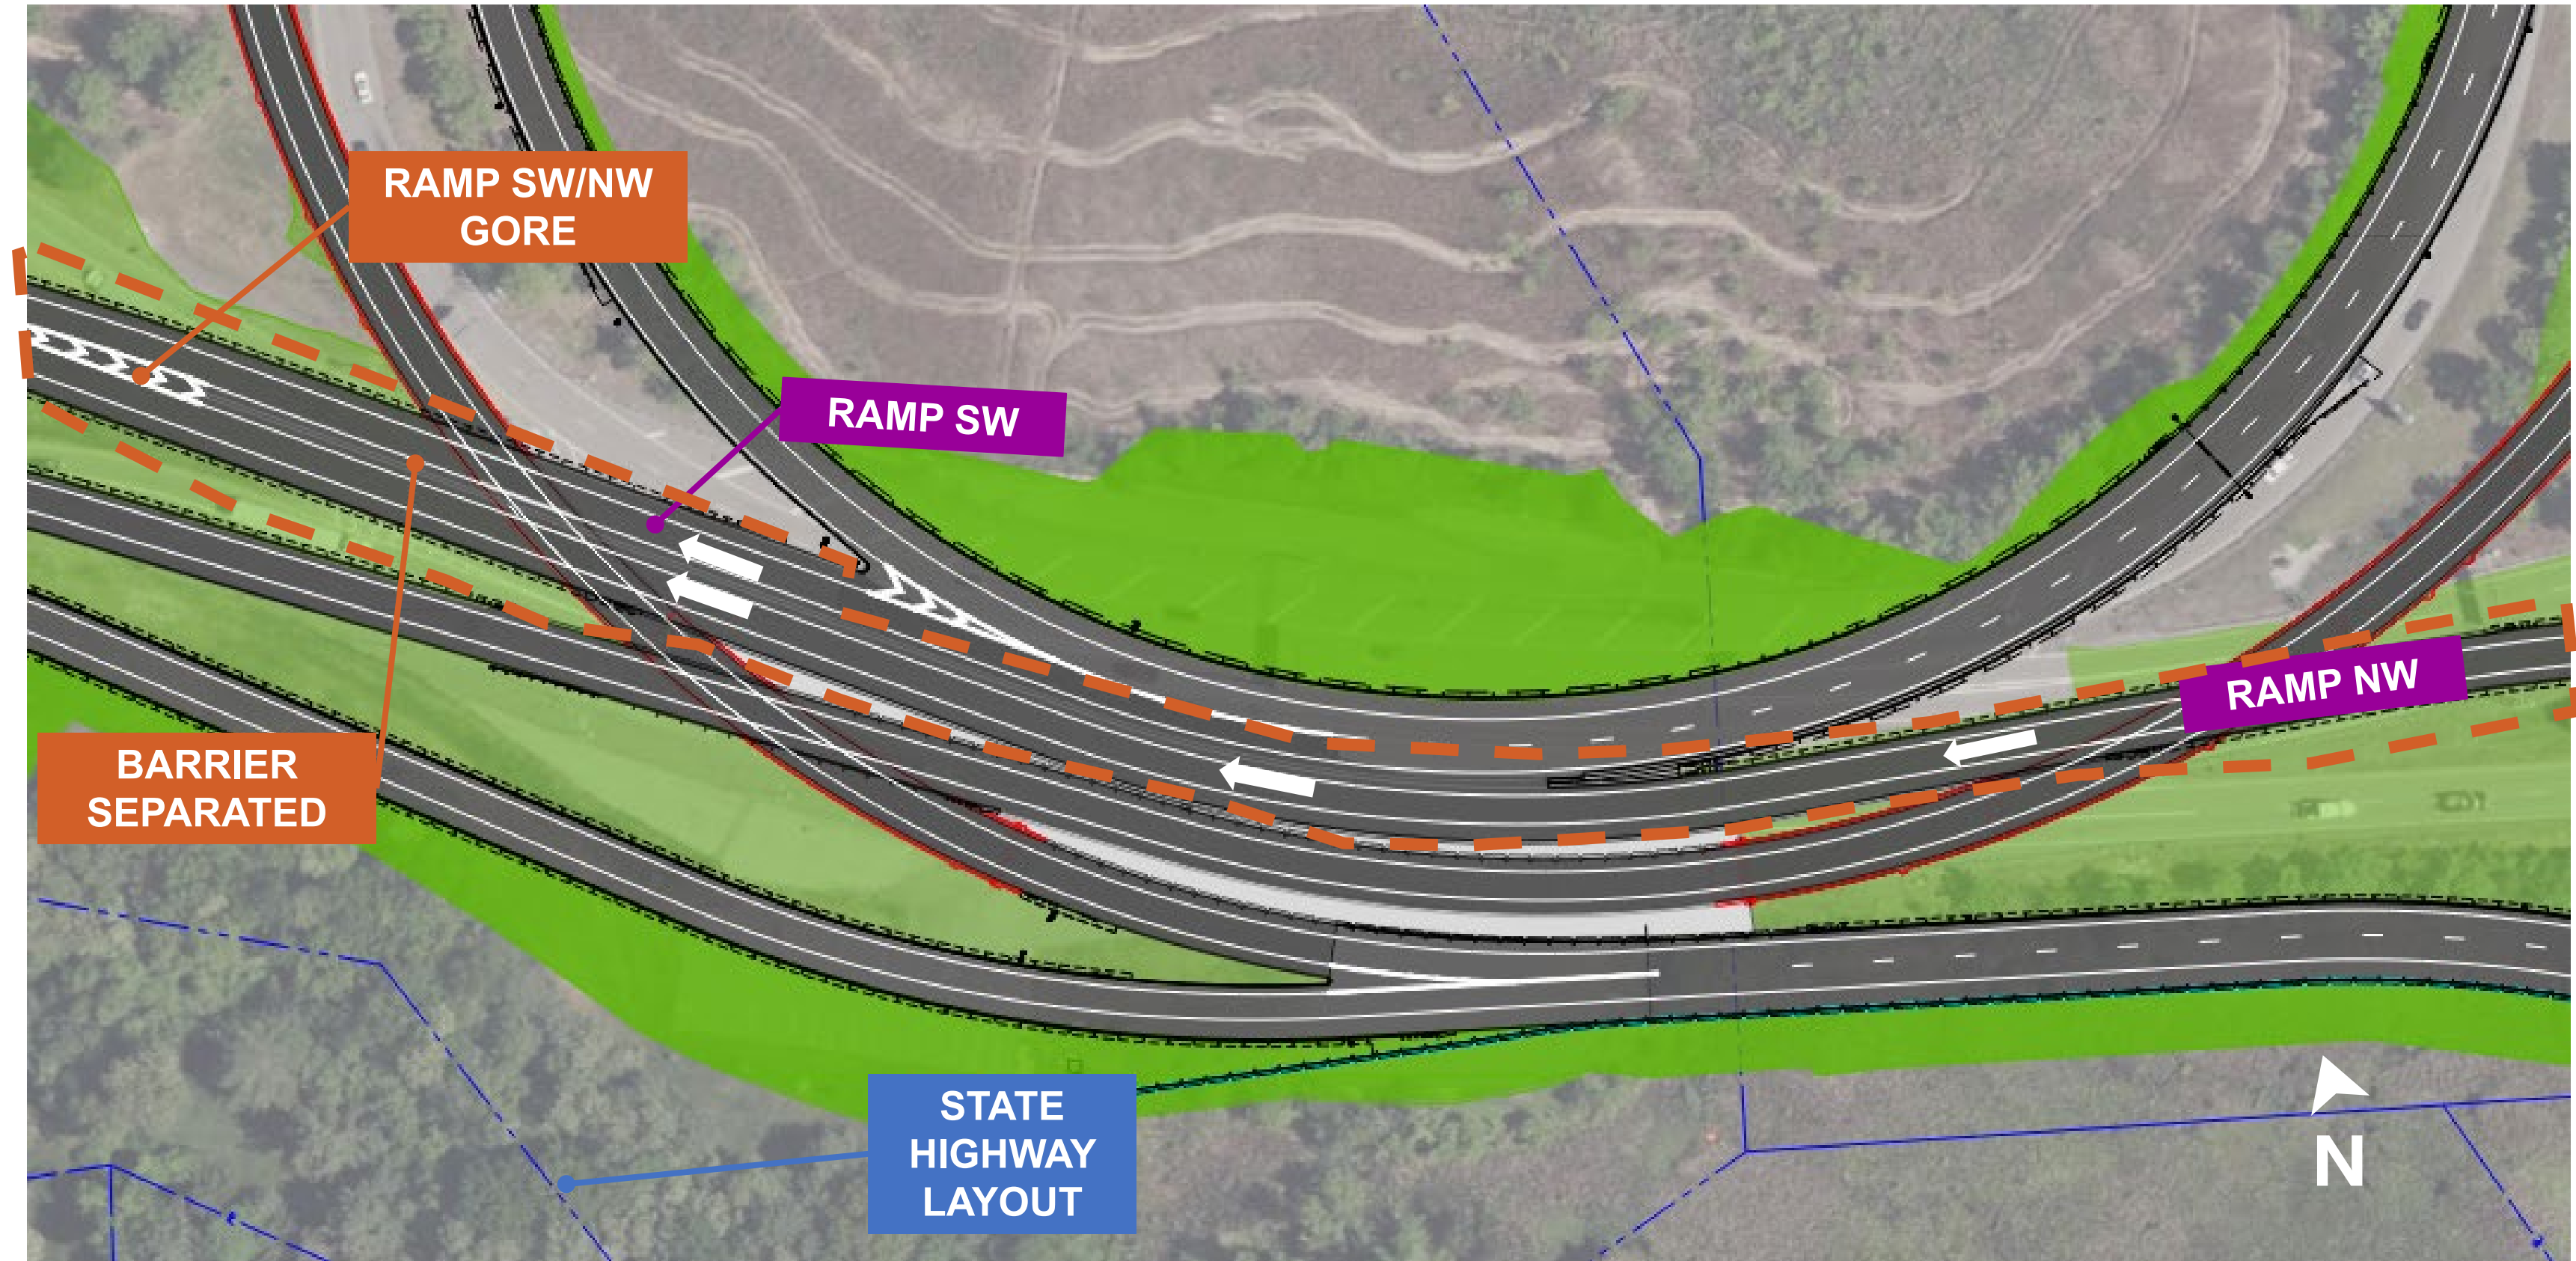 RAMP SW/NW
GORE
RAMP SW
RAMP NW
BARRIER
SEPARATED
STATE
HIGHWAY
LAYOUT
N